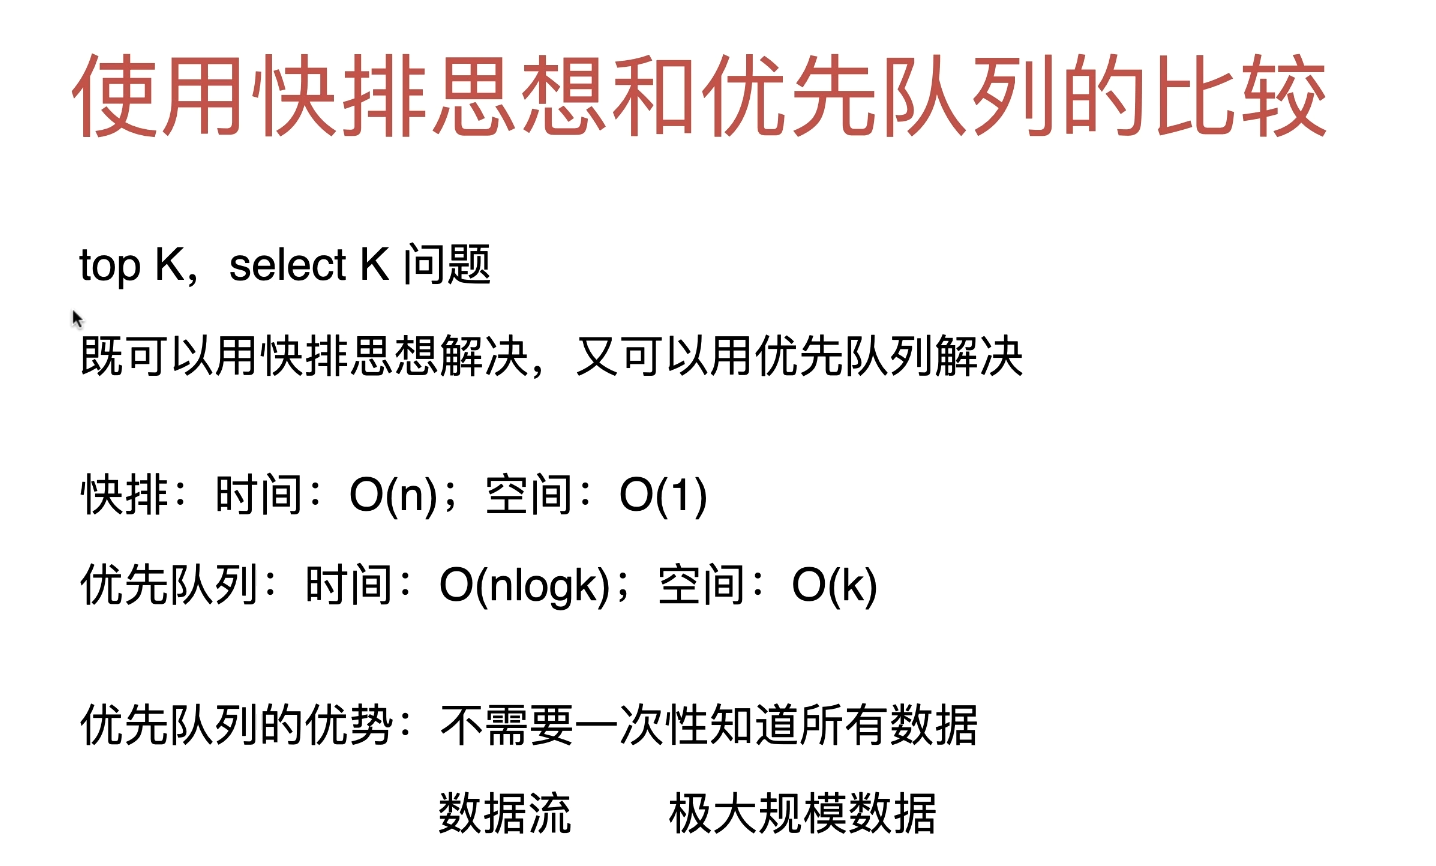 使用快排思想和优先队列的比较
top K，select K 问题
既可以用快排思想解决，又可以用优先队列解决
快排：时间：O(n)；空间：O(1)
优先队列：时间：O(nlogk)；空间：O(k)
优先队列的优势：不需要一次性知道所有数据
数据流 极大规模数据